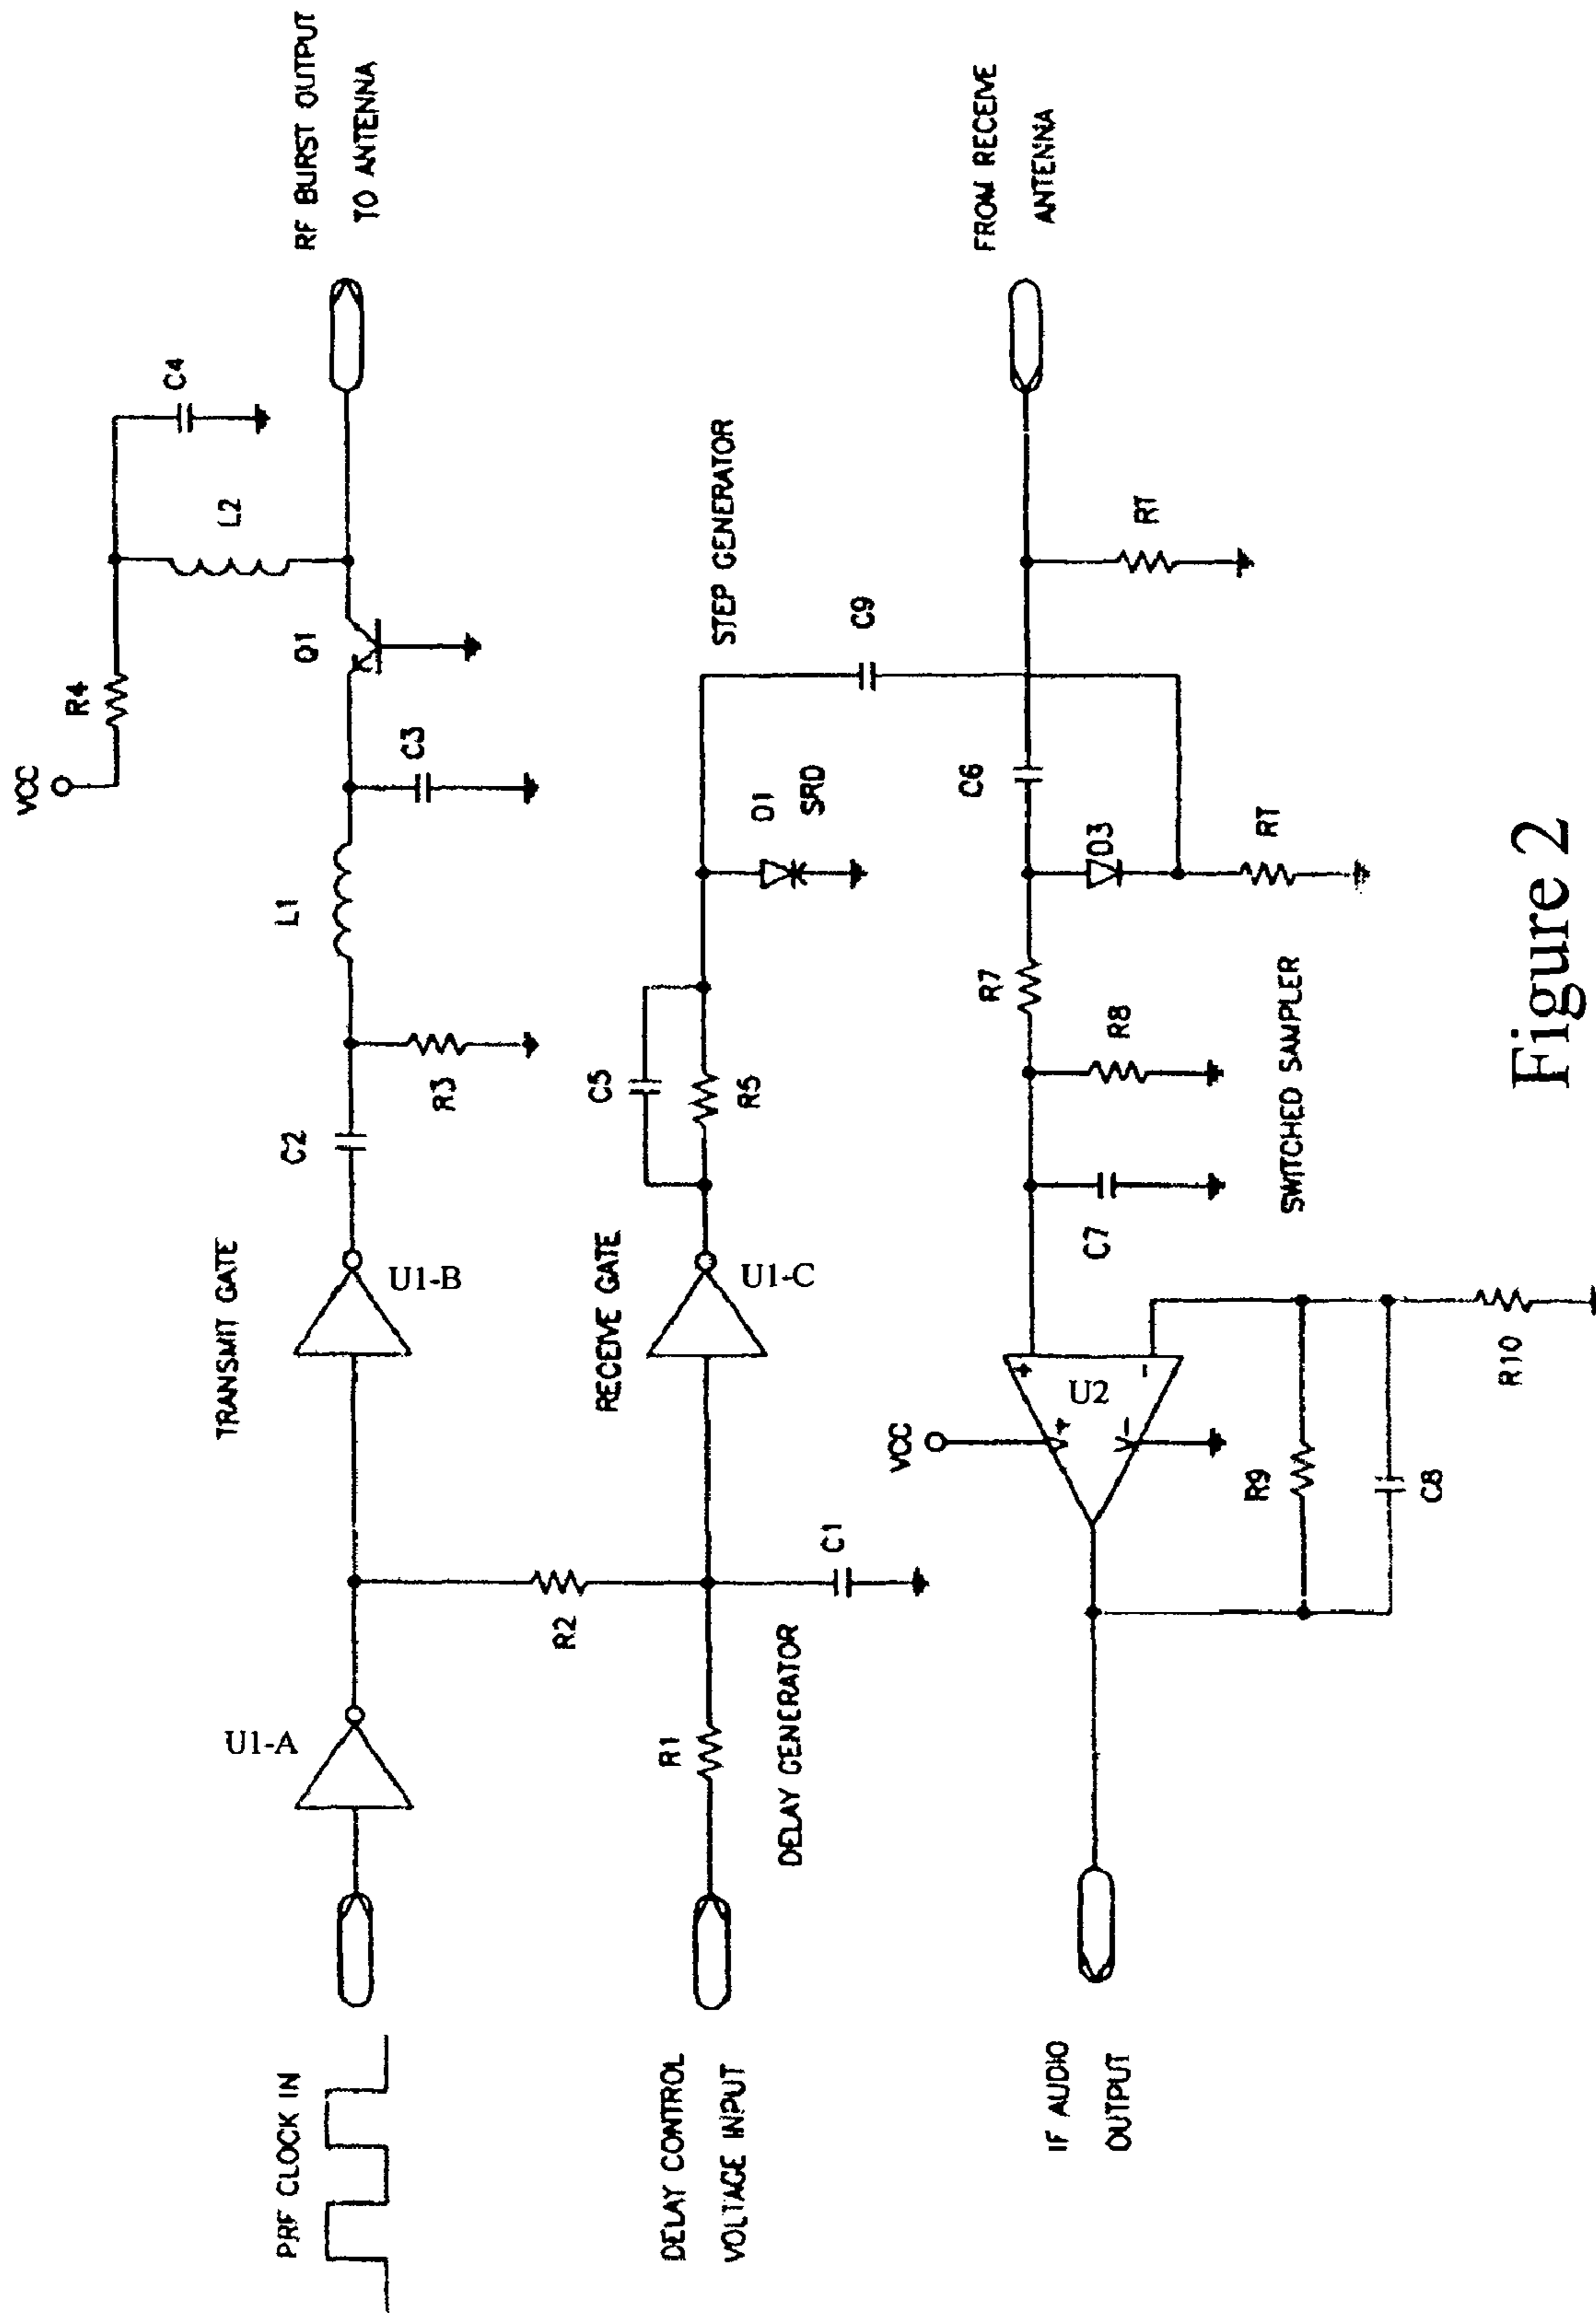 VCC
R4
C4
L2
RF BURST OUTPUT
TO ANTENNA
PRF CLOCK IN
U1-A
TRANSMIT GATE
U1-B
C2
R3
L1
C3
Q1
DELAY CONTROL
VOLTAGE INPUT
R1
R2
DELAY GENERATOR
C1
RECEIVE GATE
U1-C
C5
R5
D1
SRD
STEP GENERATOR
C9
IF AUDIO
OUTPUT
VCC
+
-
U2
+
-
R9
C8
R10
C7
R8
R7
SWITCHED SAMPLER
C6
D3
RT
RT
FROM RECEIVE
ANTENNA
Figure 2